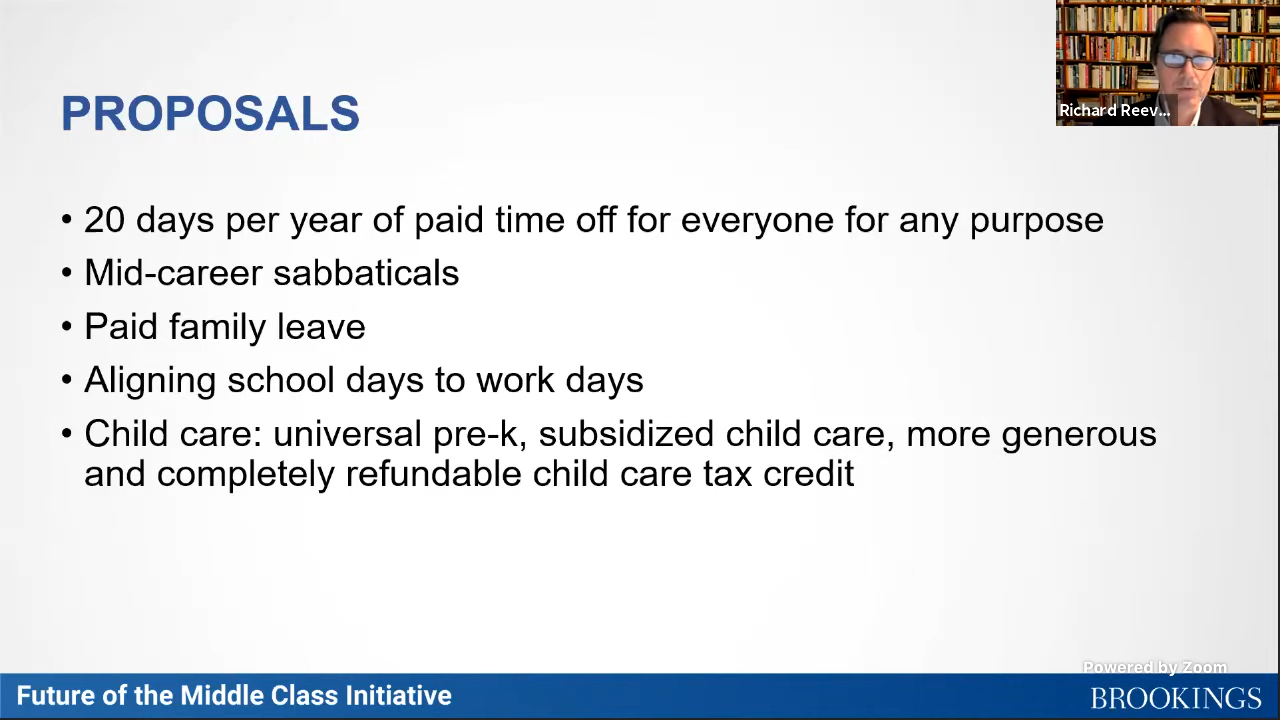 Richard Reev...
PROPOSALS
• 20 days per year of paid time off for everyone for any purpose
• Mid-career sabbaticals
• Paid family leave
• Aligning school days to work days
• Child care: universal pre-k, subsidized child care, more generous
and completely refundable child care tax credit
Powered by Zoom
Future of the Middle Class Initiative
BROOKINGS